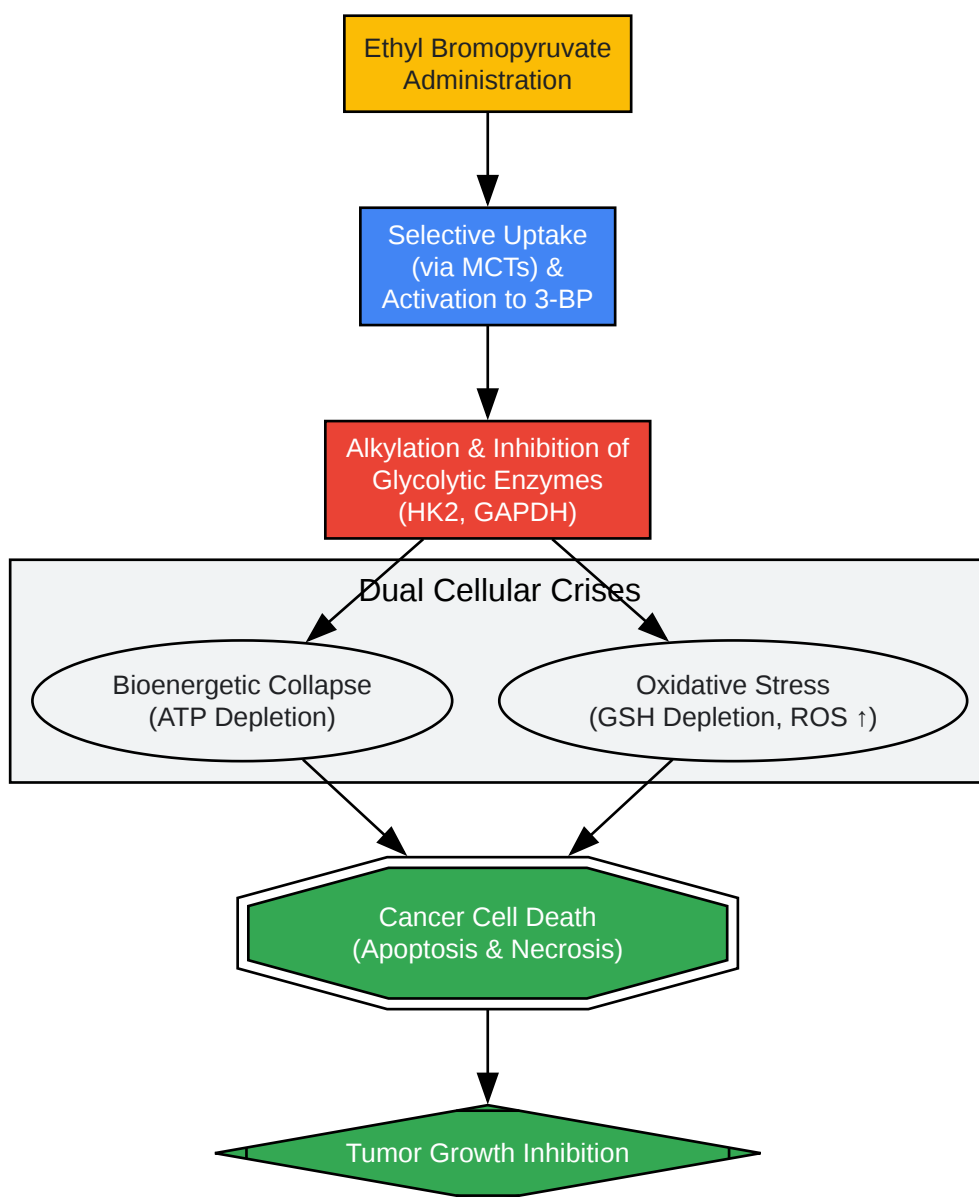 Ethyl Bromopyruvate
Administration
Selective Uptake
(via MCTs) &
Activation to 3-BP
Alkylation & Inhibition of
Glycolytic Enzymes
(HK2, GAPDH)
Dual Cellular Crises
Bioenergetic Collapse
(ATP Depletion)
Oxidative Stress
(GSH Depletion, ROS ↑)
Cancer Cell Death
(Apoptosis & Necrosis)
Tumor Growth Inhibition